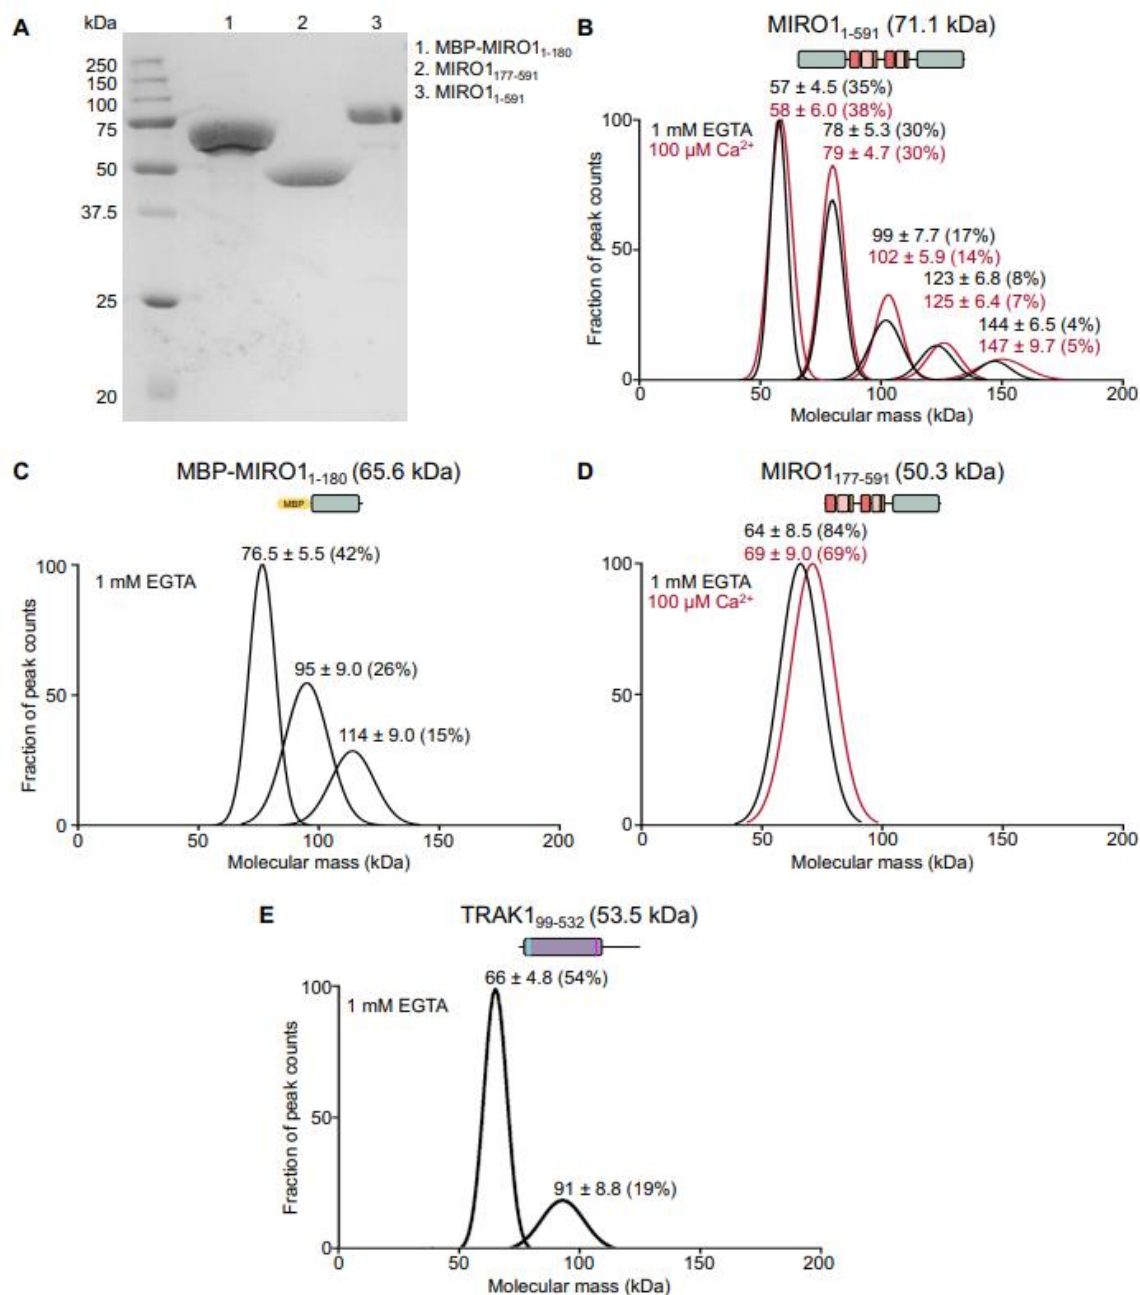 A
kDa
1 2 3
250
150
100
75
50
37.5
25
20
1. MBP-MIRO1₁₋₁₈₀
2. MIRO1₁₇₇₋₅₉₁
3. MIRO1₁₋₅₉₁
B
MIRO1₁₋₅₉₁ (71.1 kDa)
57 ± 4.5 (35%)
58 ± 6.0 (38%)
1 mM EGTA
100 µM Ca²⁺
78 ± 5.3 (30%)
79 ± 4.7 (30%)
99 ± 7.7 (17%)
102 ± 5.9 (14%)
123 ± 6.8 (8%)
125 ± 6.4 (7%)
144 ± 6.5 (4%)
147 ± 9.7 (5%)
Fraction of peak counts
100
50
0
0 50 100 150 200
Molecular mass (kDa)
C
MBP-MIRO1₁₋₁₈₀ (65.6 kDa)
MBP
76.5 ± 5.5 (42%)
1 mM EGTA
95 ± 9.0 (26%)
114 ± 9.0 (15%)
Fraction of peak counts
100
50
0
0 50 100 150 200
Molecular mass (kDa)
D
MIRO1₁₇₇₋₅₉₁ (50.3 kDa)
64 ± 8.5 (84%)
69 ± 9.0 (69%)
1 mM EGTA
100 µM Ca²⁺
100
50
0
0 50 100 150 200
Molecular mass (kDa)
E
TRAK1₉₉₋₅₃₂ (53.5 kDa)
66 ± 4.8 (54%)
1 mM EGTA
91 ± 8.8 (19%)
Fraction of peak counts
100
50
0
0 50 100 150 200
Molecular mass (kDa)